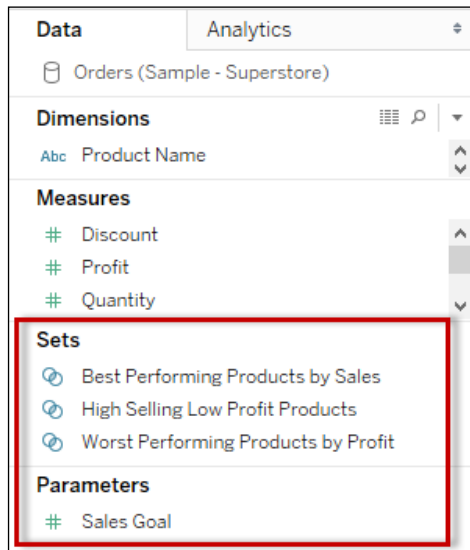 Data Analytics
Orders (Sample - Superstore)
Dimensions
Abc Product Name
Measures
# Discount
# Profit
# Quantity
Sets
Best Performing Products by Sales
High Selling Low Profit Products
Worst Performing Products by Profit
Parameters
# Sales Goal